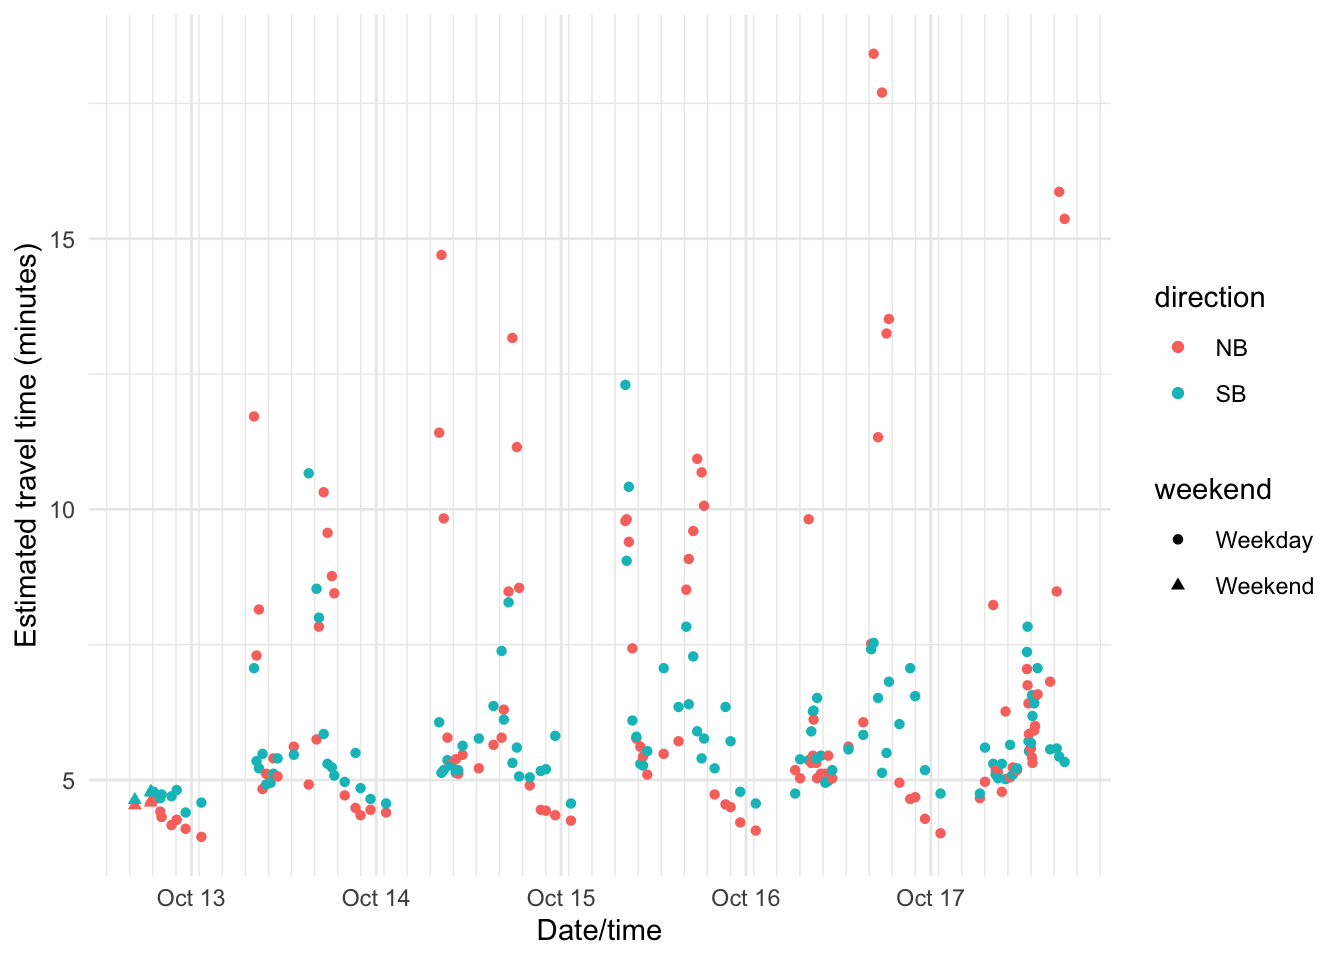 Estimated travel time (minutes)
15
10
5
Oct 13
Oct 14
Oct 15
Oct 16
Oct 17
Date/time
direction
NB
SB
weekend
Weekday
Weekend